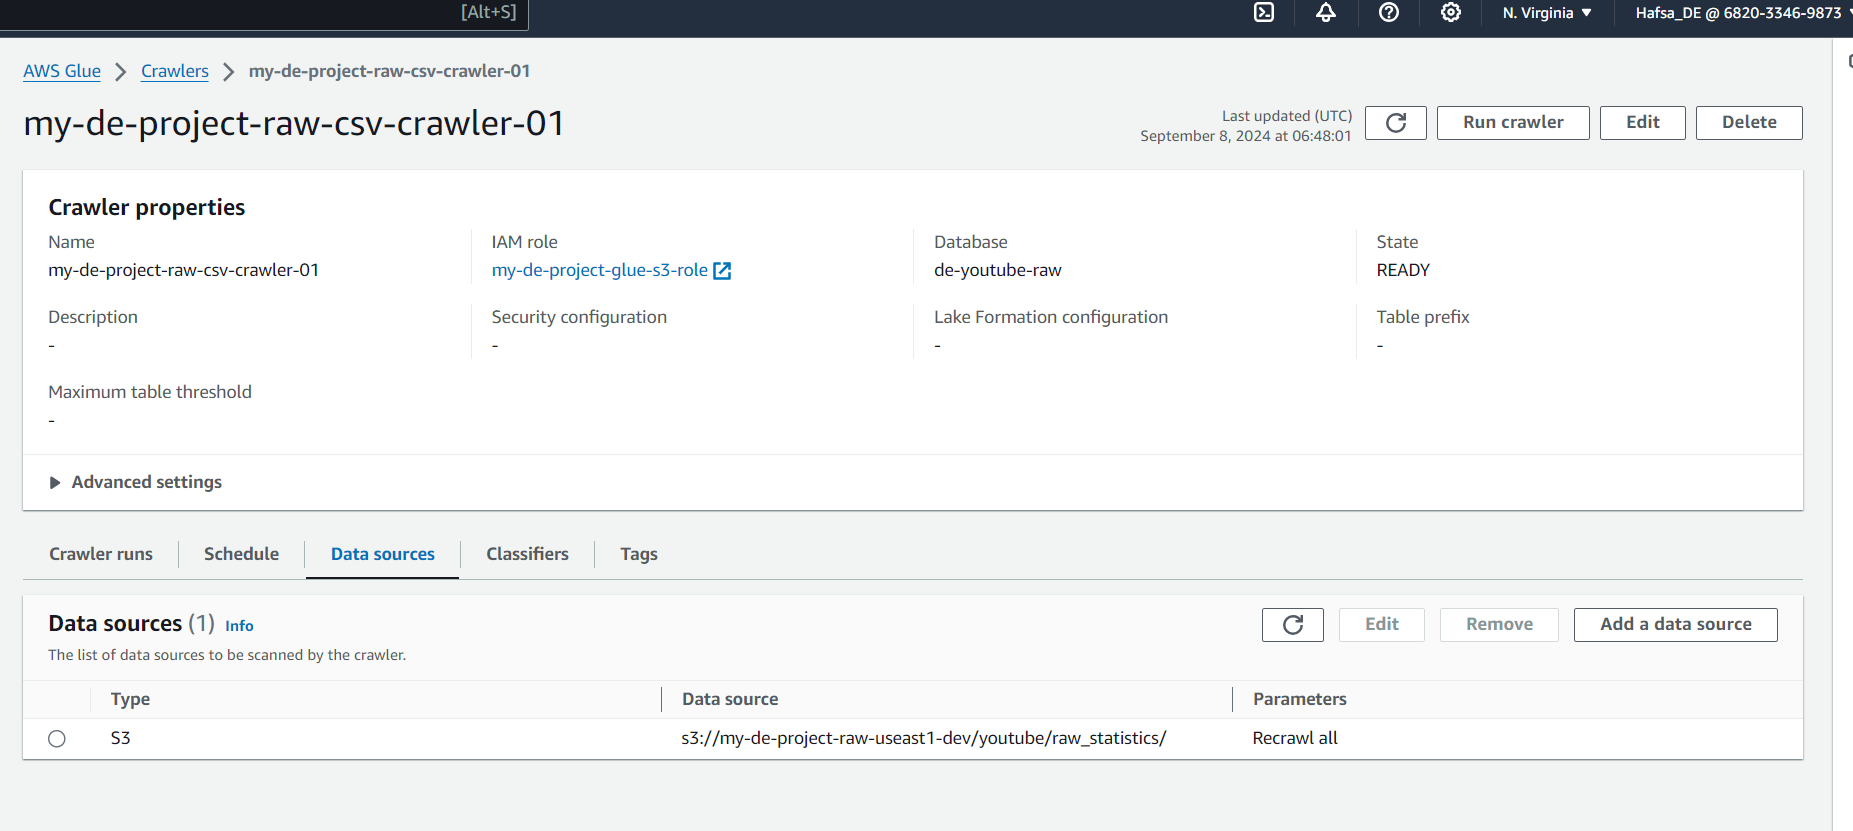 [Alt+S]
N. Virginia
Hafsa_DE @ 6820-3346-9873
AWS Glue
Crawlers
my-de-project-raw-csv-crawler-01
my-de-project-raw-csv-crawler-01
Last updated (UTC)
September 8, 2024 at 06:48:01
Run crawler
Edit
Delete
Crawler properties
Name
my-de-project-raw-csv-crawler-01
IAM role
my-de-project-glue-s3-role
Database
de-youtube-raw
State
READY
Description
-
Security configuration
-
Lake Formation configuration
-
Table prefix
-
Maximum table threshold
-
Advanced settings
Crawler runs
Schedule
Data sources
Classifiers
Tags
Data sources (1) Info
The list of data sources to be scanned by the crawler.
Edit
Remove
Add a data source
Type
Data source
Parameters
S3
s3://my-de-project-raw-useast1-dev/youtube/raw_statistics/
Recrawl all